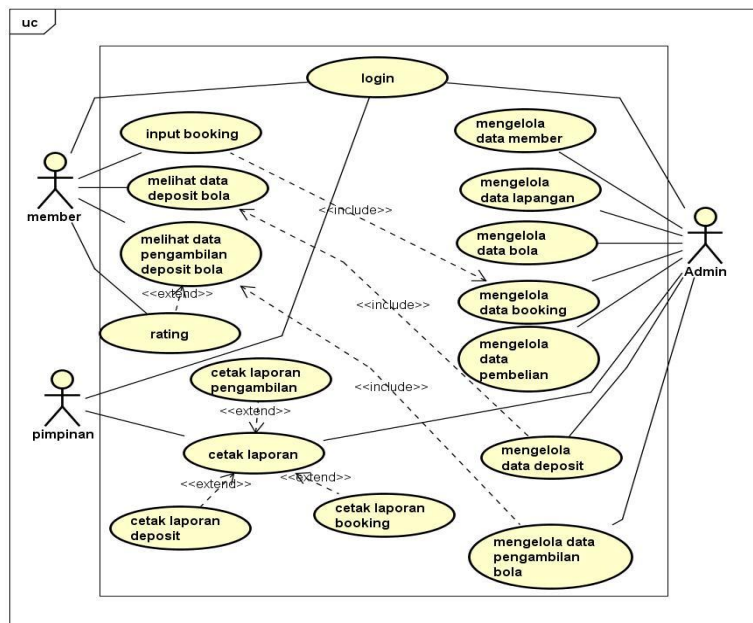 uc
login
input booking
mengelola
data member
melihat data
deposit bola
<<include>>
mengelola
data lapangan
member
melihat data
pengambilan
deposit bola
mengelola
data bola
Admin
<<extend>>
mengelola
data booking
<<include>>
rating
mengelola
data
pembelian
cetak laporan
pengambilan
<<include>>
pimpinan
<<extend>>
cetak laporan
mengelola
data deposit
<<extend>>
<<extend>>
cetak laporan
deposit
cetak laporan
booking
mengelola data
pengambilan
bola